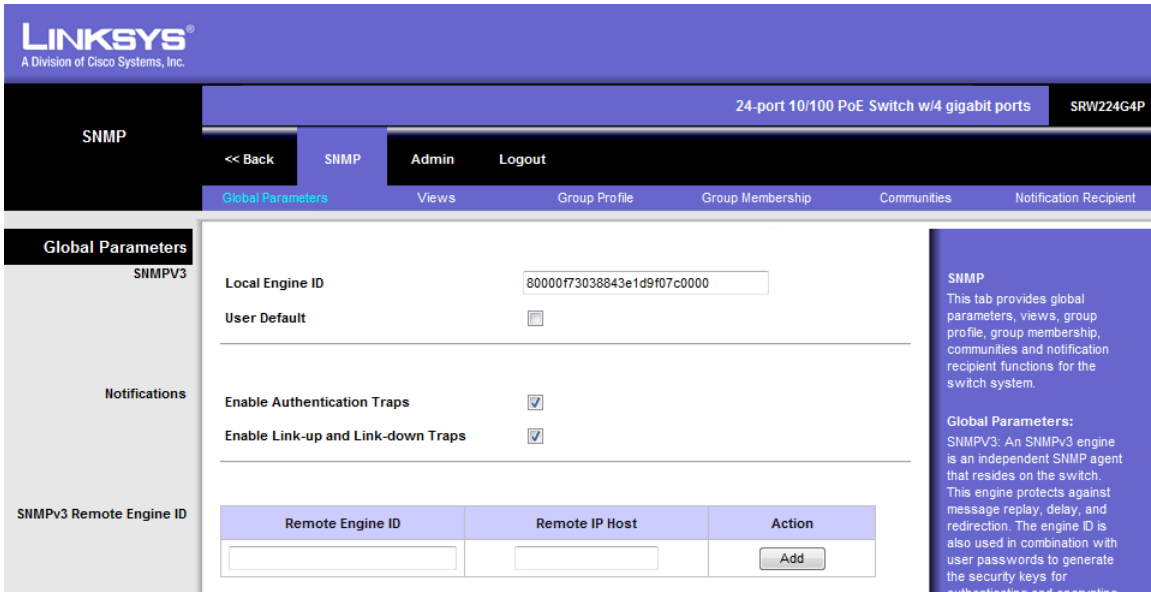 LINKSYS®
A Division of Cisco Systems, Inc.
24-port 10/100 PoE Switch w/4 gigabit ports SRW224G4P
SNMP
<< Back SNMP Admin Logout
Global Parameters Views Group Profile Group Membership Communities Notification Recipient
Global Parameters
SNMPV3
Local Engine ID 80000f73038843e1d9f07c0000
User Default
Notifications
Enable Authentication Traps
Enable Link-up and Link-down Traps
SNMPv3 Remote Engine ID
Remote Engine ID Remote IP Host Action
Add
SNMP
This tab provides global
parameters, views, group
profile, group membership,
communities and notification
recipient functions for the
switch system.
Global Parameters:
SNMPV3: An SNMPv3 engine
is an independent SNMP agent
that resides on the switch.
This engine protects against
message replay, delay, and
redirection. The engine ID is
also used in combination with
user passwords to generate
the security keys for
authenticating and encrypting